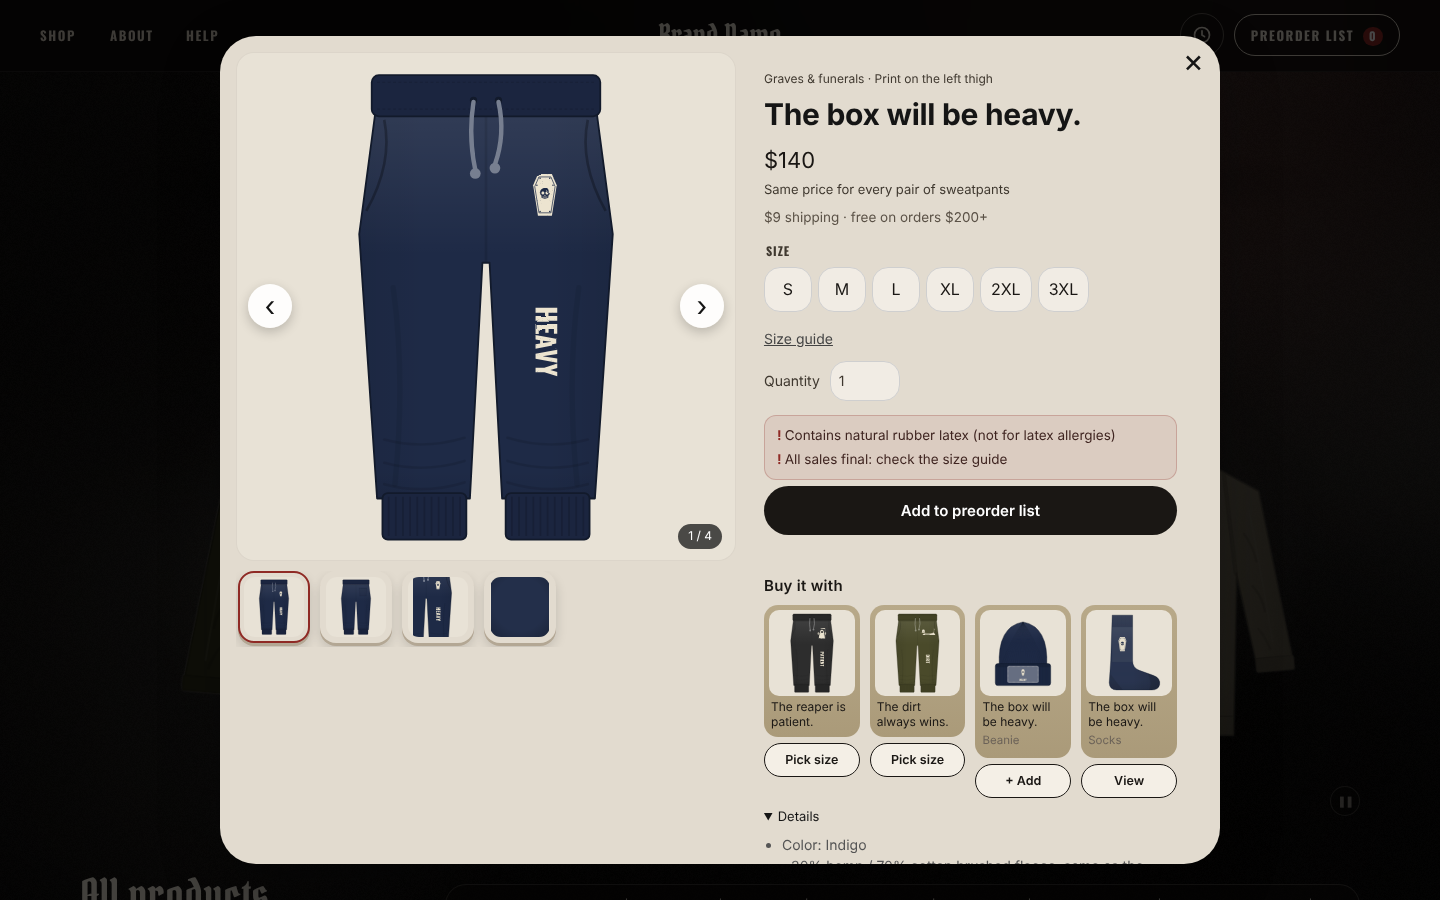 SHOP
ABOUT
HELP
Brand Name
PREORDER LIST 0
×
Graves & funerals · Print on the left thigh
The box will be heavy.
$140
Same price for every pair of sweatpants
$9 shipping · free on orders $200+
SIZE
S
M
L
XL
2XL
3XL
Size guide
Quantity
1
! Contains natural rubber latex (not for latex allergies)
! All sales final: check the size guide
Add to preorder list
HEAVY
‹
›
1 / 4
HEAVY
Buy it with
The reaper is
patient.
Pick size
The dirt
always wins.
Pick size
The box will
be heavy.
Beanie
+ Add
The box will
be heavy.
Socks
View
▼ Details
• Color: Indigo
All products